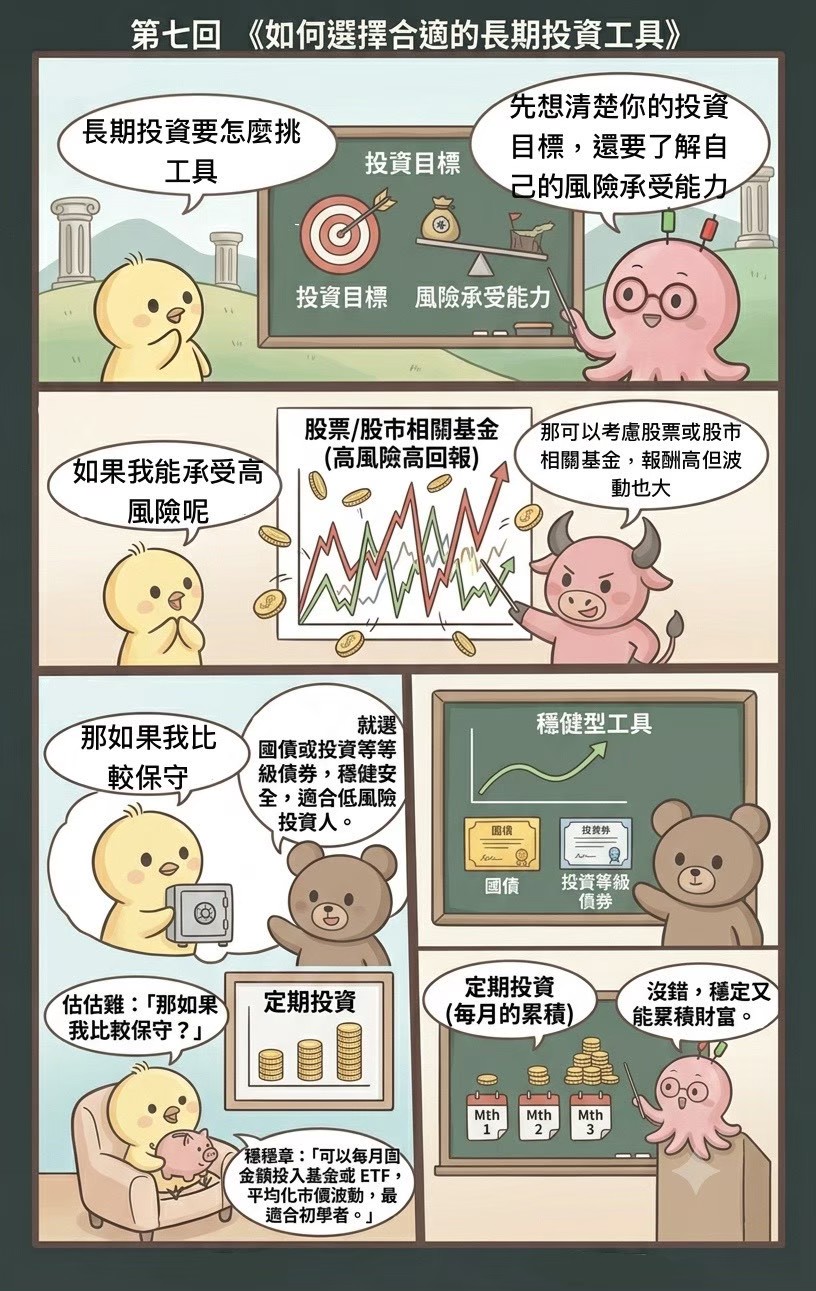 第七回 《如何選擇合適的長期投資工具》
長期投資要怎麼挑
工具
先想清楚你的投資
目標，還要了解自
己的風險承受能力
投資目標
投資目標
風險承受能力
如果我能承受高
風險呢
股票/股市相關基金
(高風險高回報)
那可以考慮股票或股市
相關基金，報酬高但波
動也大
那如果我比
較保守
就選
國債或投資等等
級債券，穩健安
全，適合低風險
投資人。
穩健型工具
國債
國債
投資等級
債券
估估雞：「那如果
我比較保守？」
定期投資
穩穩章：「可以每月固
金額投入基金或 ETF，
平均化市價波動，最
適合初學者。」
定期投資
(每月的累積)
沒錯，穩定又
能累積財富。
Mth
1
Mth
2
Mth
3